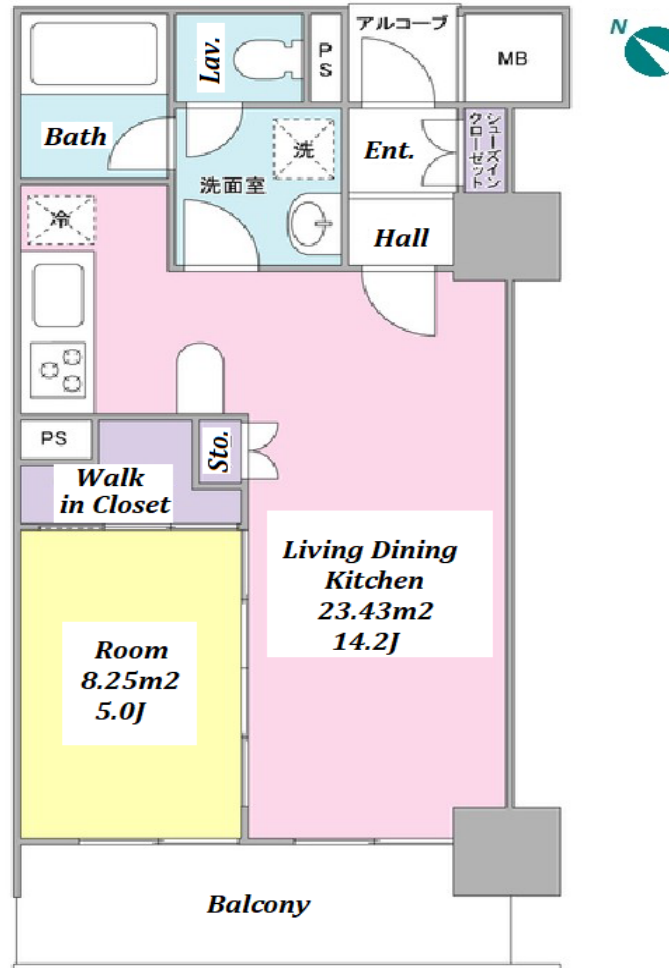 アルコーブ
N
Lav.
PS
MB
Bath
洗
Ent.
シューズイン
クローゼット
洗面室
冷
Hall
PS
Sto.
Walk
in Closet
Living Dining
Kitchen
23.43m2
14.2J
Room
8.25m2
5.0J
Balcony